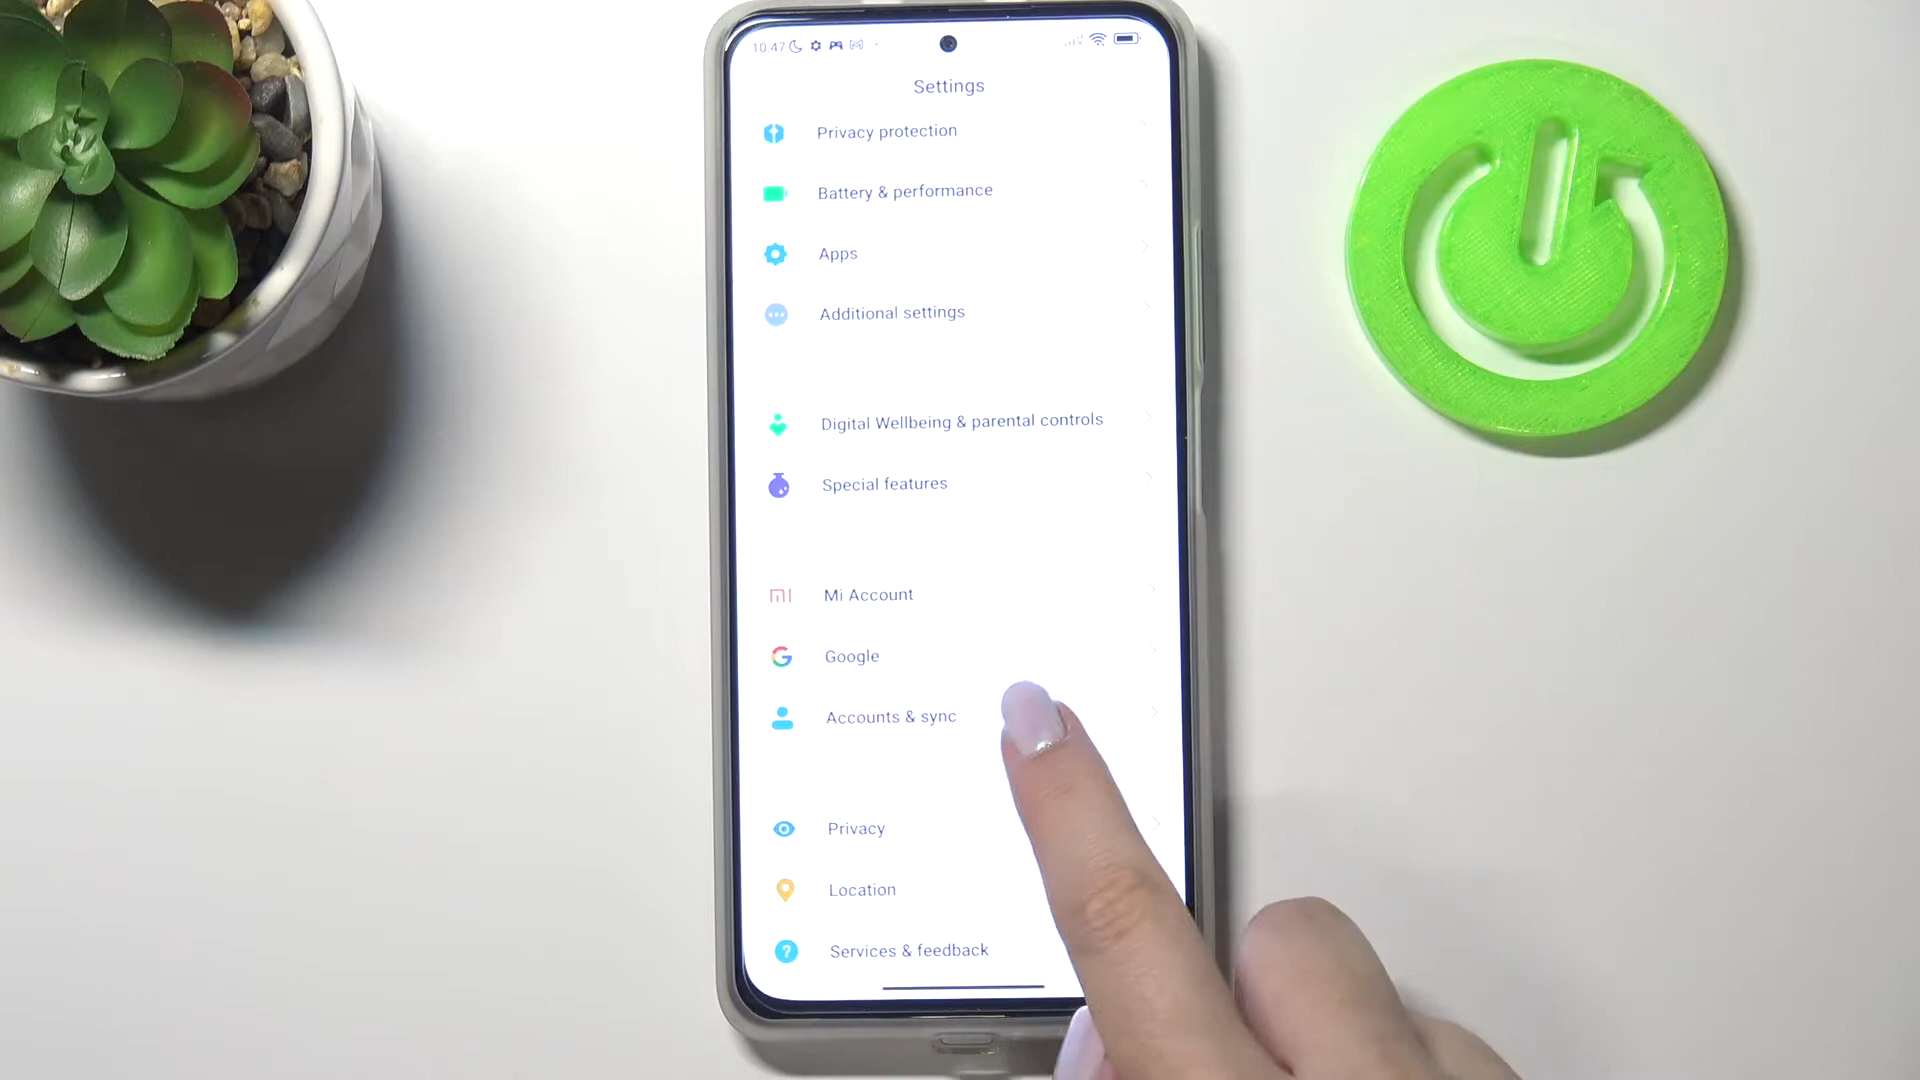 10:47
Settings
Privacy protection
Battery & performance
Apps
Additional settings
Digital Wellbeing & parental controls
Special features
Mi Account
Google
Accounts & sync
Privacy
Location
Services & feedback